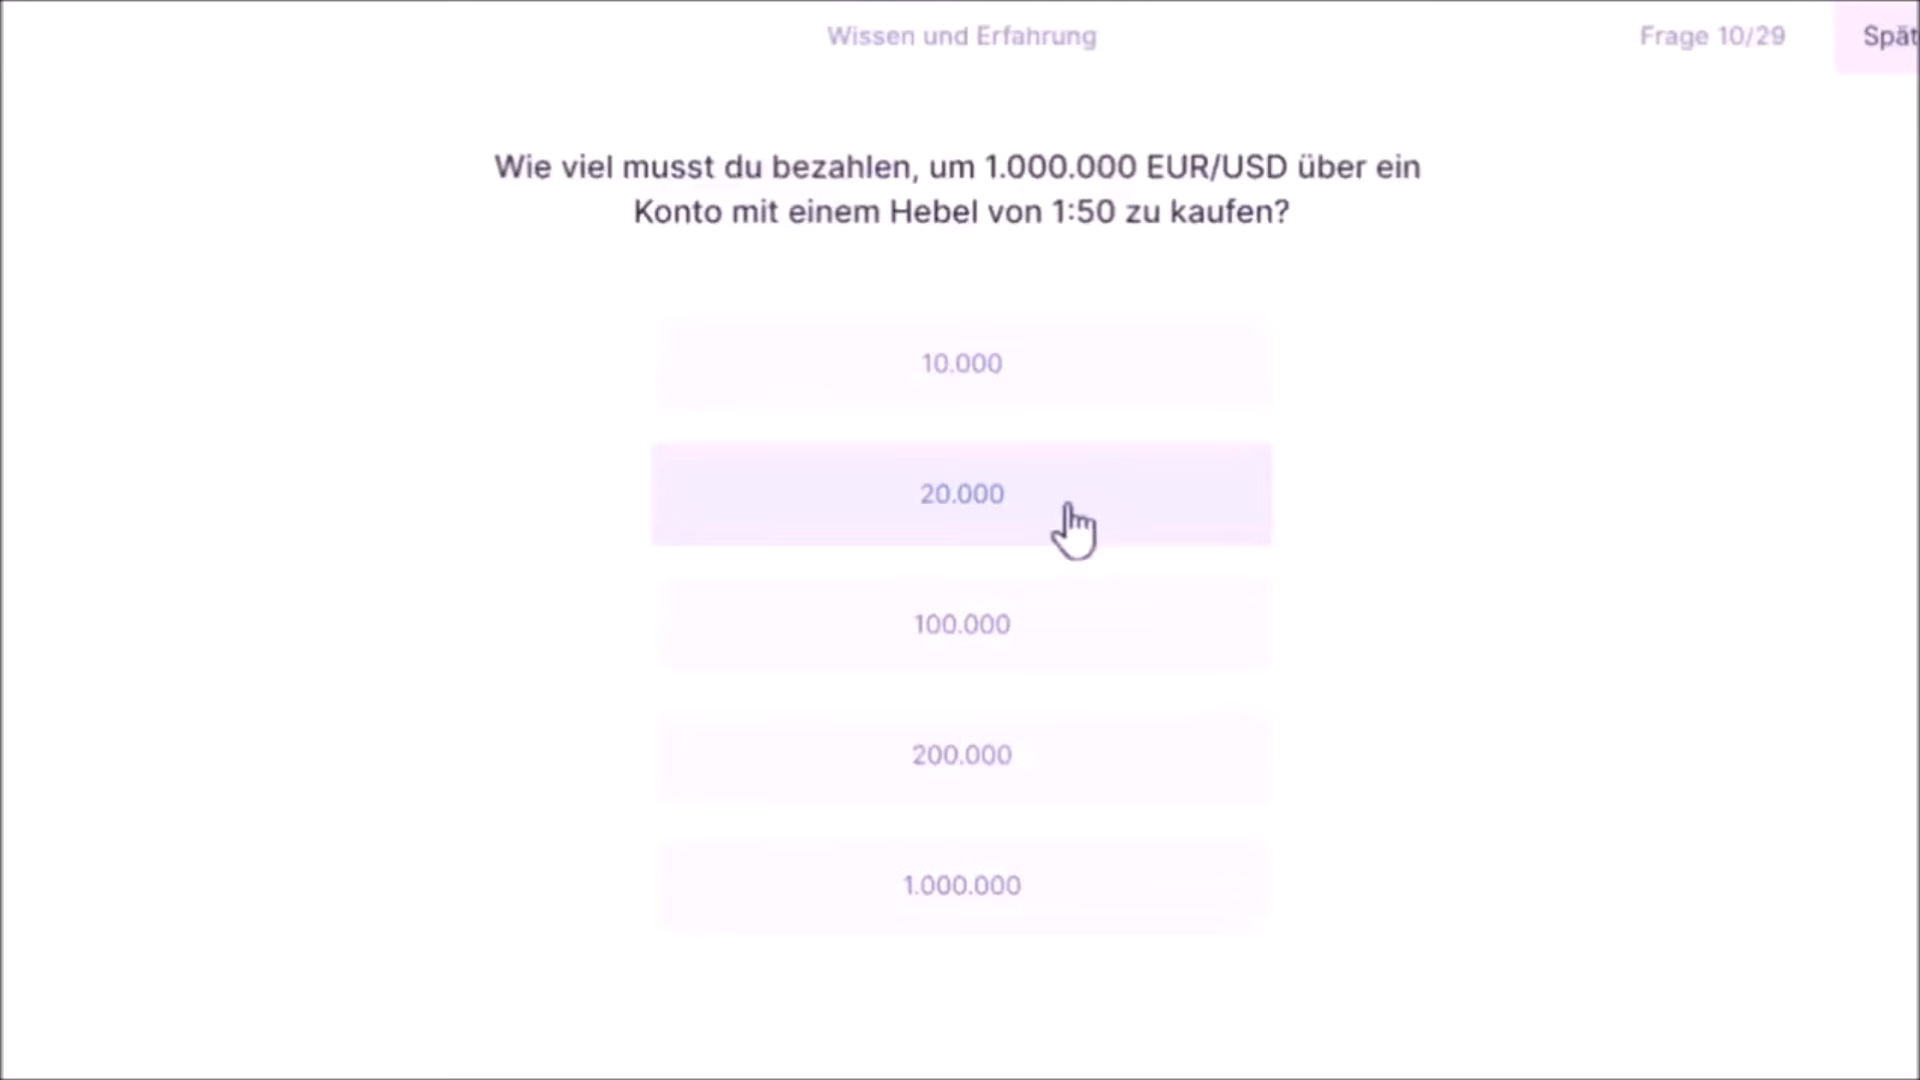 Wissen und Erfahrung
Frage 10/29
Spät
Wie viel musst du bezahlen, um 1.000.000 EUR/USD über ein
Konto mit einem Hebel von 1:50 zu kaufen?
10.000
20.000
100.000
200.000
1.000.000